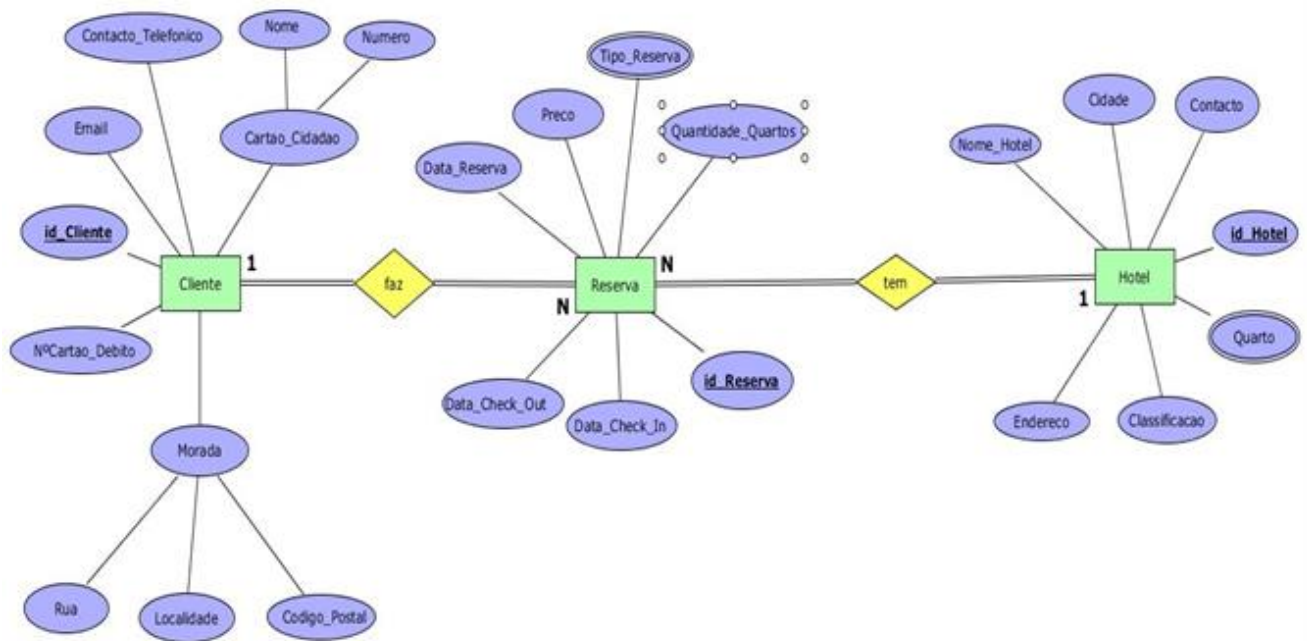 Contacto_Telefonico
Nome
Numero
Email
Cartao_Cidadao
id_Cliente
Cliente
1
NºCartao_Debito
Morada
Rua
Localidade
Codigo_Postal
faz
Tipo_Reserva
Preco
Quantidade_Quartos
Data_Reserva
N
Reserva
N
Data_Check_Out
Data_Check_In
id_Reserva
tem
Cidade
Contacto
Nome_Hotel
id_Hotel
Hotel
1
Quarto
Endereco
Classificacao